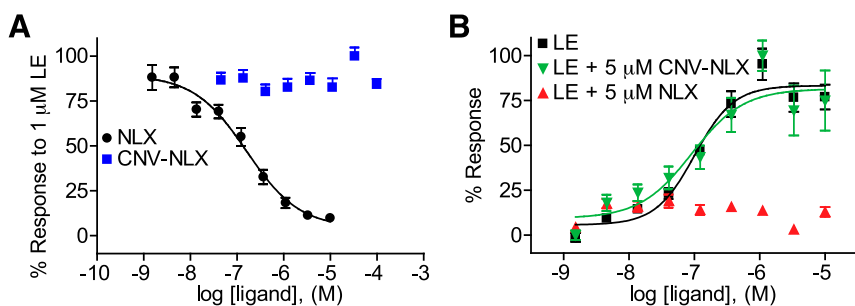 A
% Response to 1 μM LE
100
75
50
25
0
NLX
CNV-NLX
-10 -9 -8 -7 -6 -5 -4 -3
log [ligand], (M)
B
% Response
100
75
50
25
0
LE
LE + 5 μM CNV-NLX
LE + 5 μM NLX
-9 -8 -7 -6 -5
log [ligand], (M)